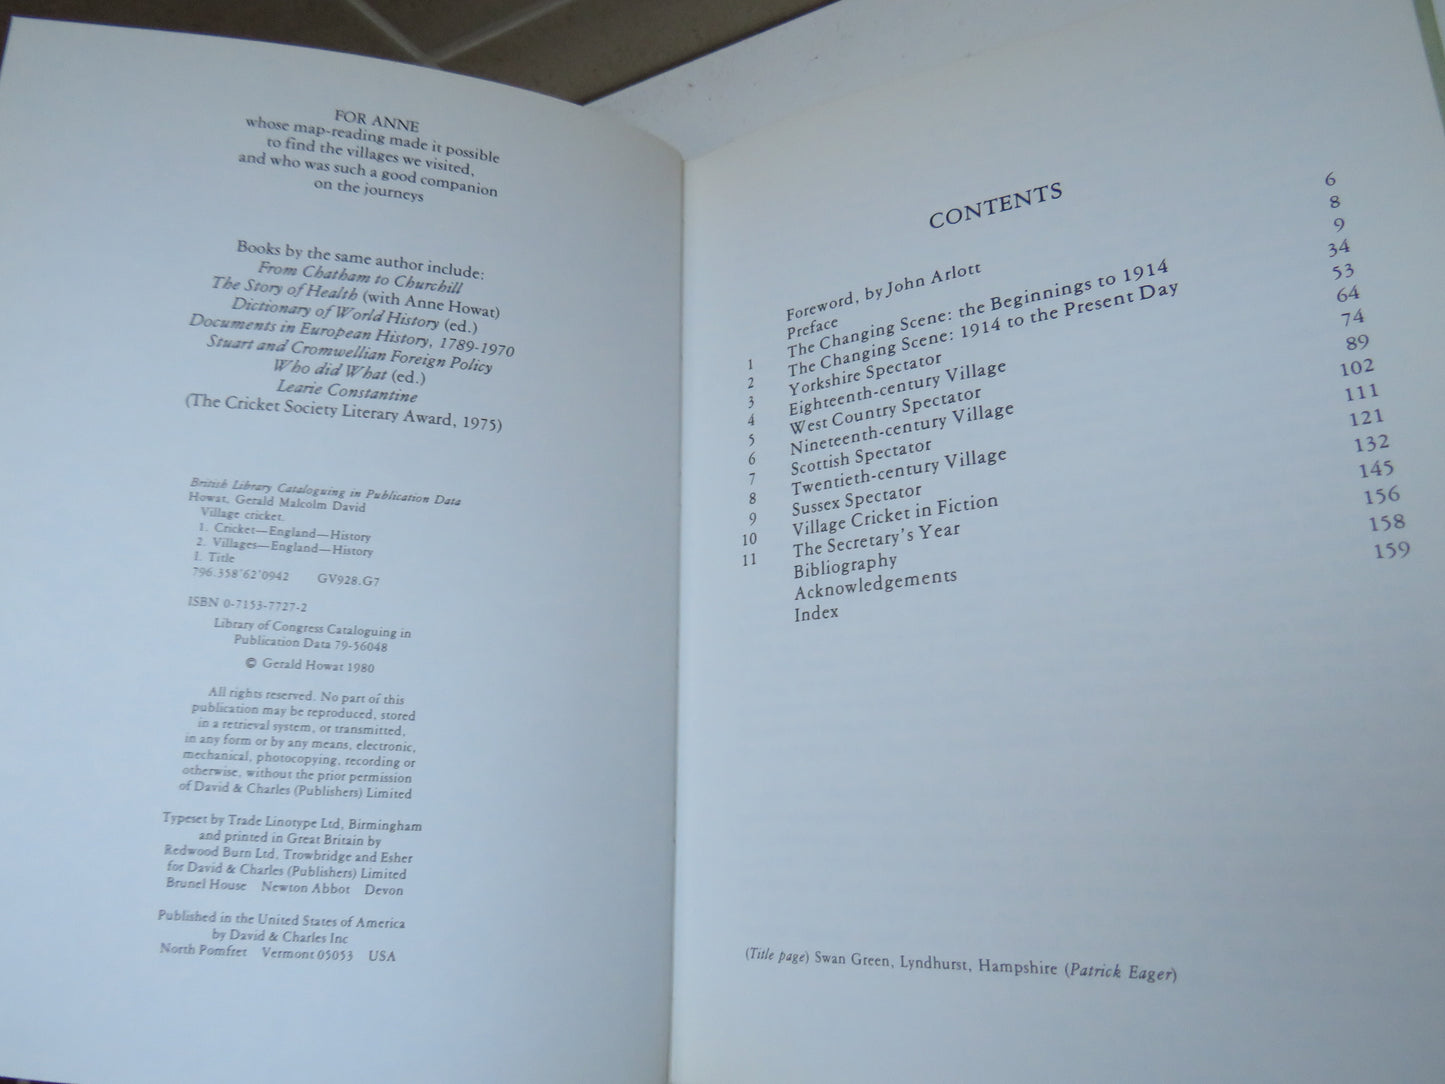 FOR ANNE
whose map-reading made it possible
to find the villages we visited,
and who was such a good companion
on the journeys
Books by the same author include:
From Chatham to Churchill
The Story of Health (with Anne Howat)
Dictionary of World History (ed.)
Documents in European History, 1789-1970
Stuart and Cromwellian Foreign Policy
Who did What (ed.)
Learie Constantine
(The Cricket Society Literary Award, 1975)
British Library Cataloguing in Publication Data
Howat, Gerald Malcolm David
Village cricket.
1. Cricket—England—History
2. Villages—England—History
I. Title
796.358'62'0942 GV928.G7
ISBN 0-7153-7727-2
Library of Congress Cataloguing in
Publication Data 79-56048
© Gerald Howat 1980
All rights reserved. No part of this
publication may be reproduced, stored
in a retrieval system, or transmitted,
in any form or by any means, electronic,
mechanical, photocopying, recording or
otherwise, without the prior permission
of David & Charles (Publishers) Limited
Typeset by Trade Linotype Ltd, Birmingham
and printed in Great Britain by
Redwood Burn Ltd, Trowbridge and Esher
for David & Charles (Publishers) Limited
Brunel House Newton Abbot Devon
Published in the United States of America
by David & Charles Inc
North Pomfret Vermont 05053 USA
CONTENTS
Foreword, by John Arlott 6
Preface 8
1 The Changing Scene: the Beginnings to 1914 9
2 The Changing Scene: 1914 to the Present Day 34
3 Yorkshire Spectator 53
4 Eighteenth-century Village 64
5 West Country Spectator 74
6 Nineteenth-century Village 89
7 Scottish Spectator 102
8 Twentieth-century Village 111
9 Sussex Spectator 121
10 Village Cricket in Fiction 132
11 The Secretary's Year 145
Bibliography 156
Acknowledgements 158
Index 159
(Title page) Swan Green, Lyndhurst, Hampshire (Patrick Eager)